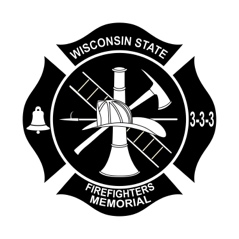 WISCONSIN STATE
3-3-3
FIREFIGHTERS
MEMORIAL